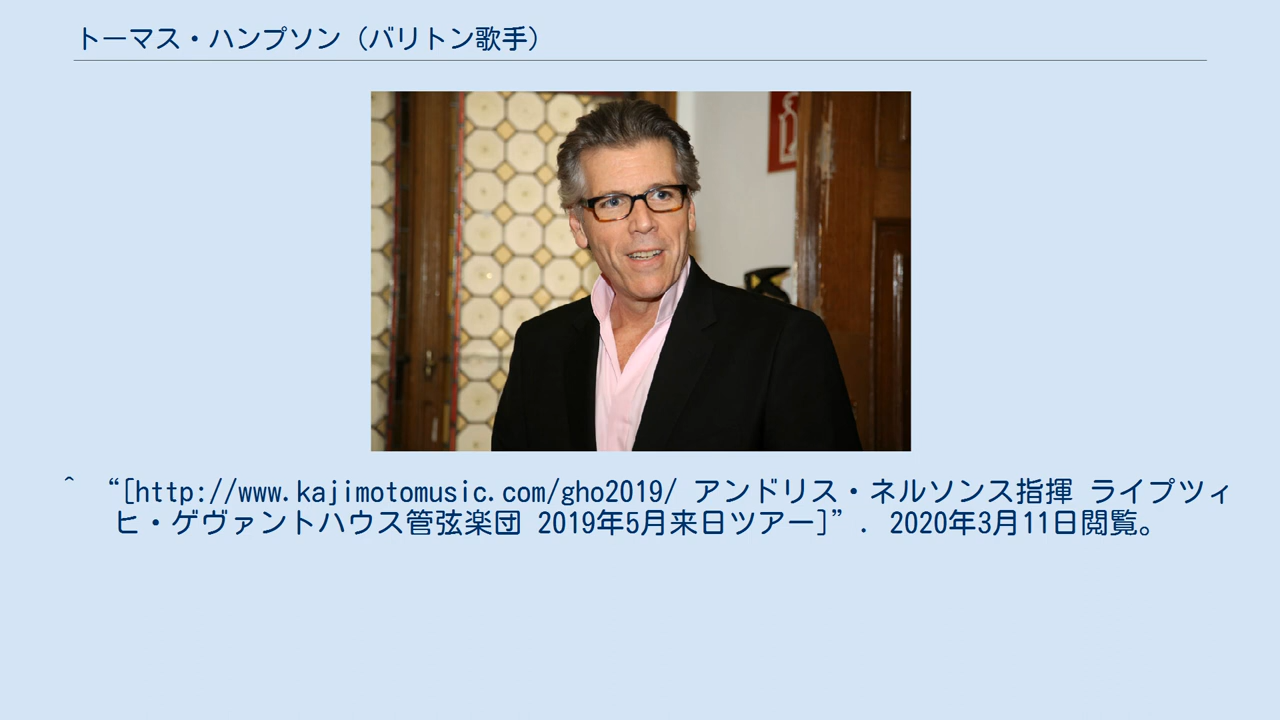 トーマス・ハンプソン（バリトン歌手）
^ “[http://www.kajimotomusic.com/gho2019/ アンドリス・ネルソンス指揮 ライプツィ
ヒ・ゲヴァントハウス管弦楽団 2019年5月来日ツアー]”. 2020年3月11日閲覧。